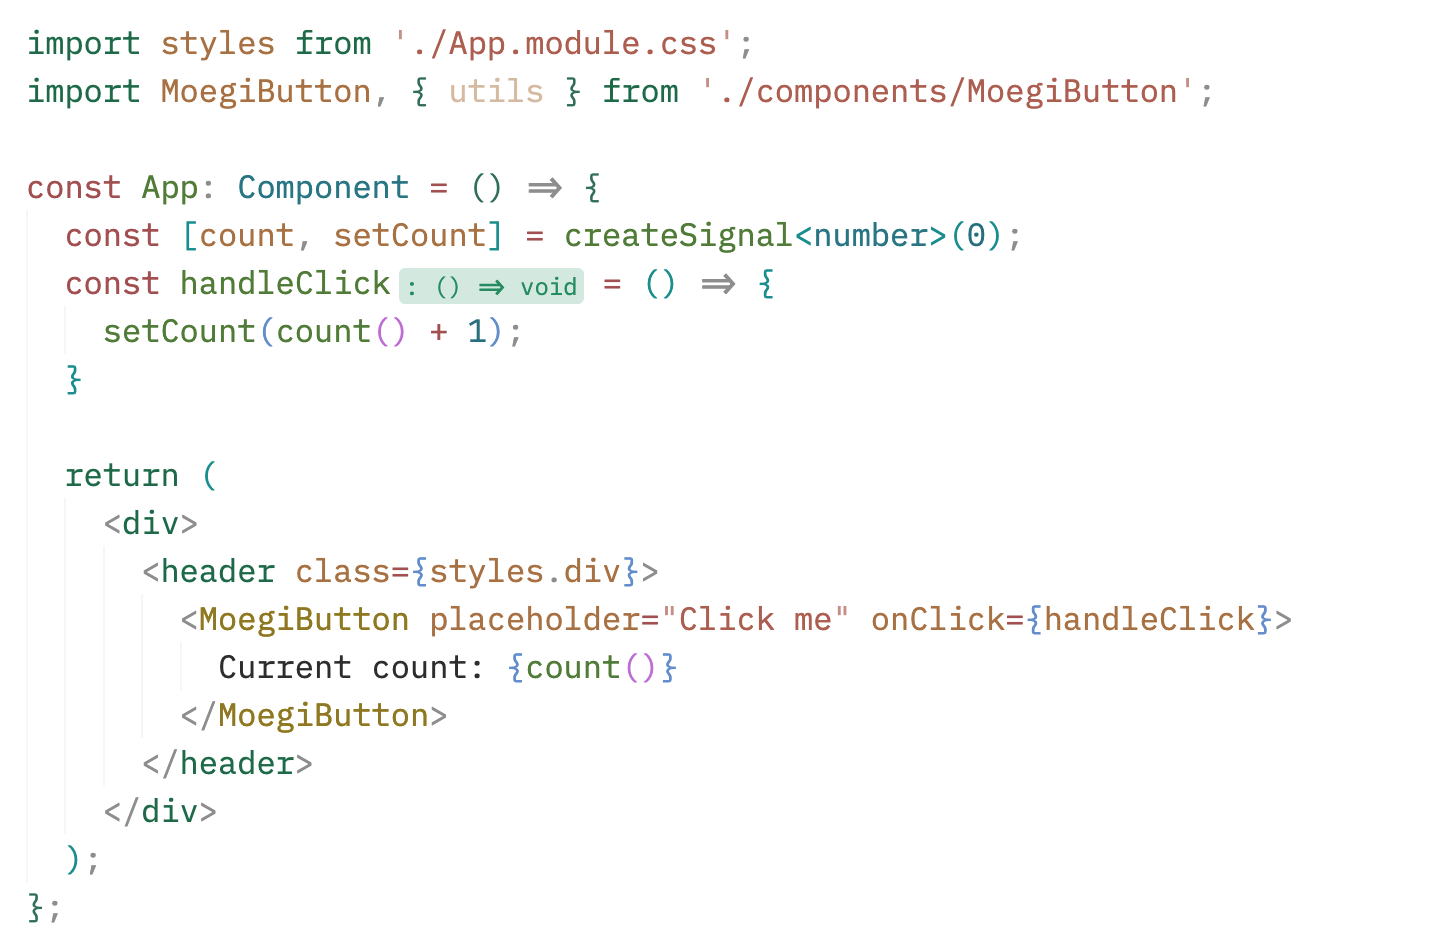 import styles from './App.module.css';
import MoegiButton, { utils } from './components/MoegiButton';

const App: Component = () => {
  const [count, setCount] = createSignal<number>(0);
  const handleClick: () => void = () => {
    setCount(count() + 1);
  }

  return (
    <div>
      <header class={styles.div}>
        <MoegiButton placeholder="Click me" onClick={handleClick}>
          Current count: {count()}
        </MoegiButton>
      </header>
    </div>
  );
};